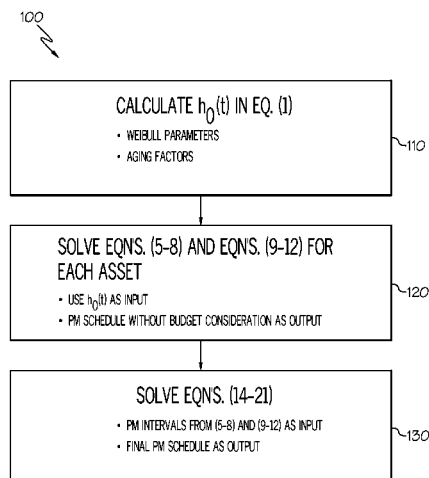 100
CALCULATE h0(t) IN EQ. (1)
• WEIBULL PARAMETERS
• AGING FACTORS
110
SOLVE EQN'S. (5-8) AND EQN'S. (9-12) FOR
EACH ASSET
• USE h0(t) AS INPUT
• PM SCHEDULE WITHOUT BUDGET CONSIDERATION AS OUTPUT
120
SOLVE EQN'S. (14-21)
• PM INTERVALS FROM (5-8) AND (9-12) AS INPUT
• FINAL PM SCHEDULE AS OUTPUT
130